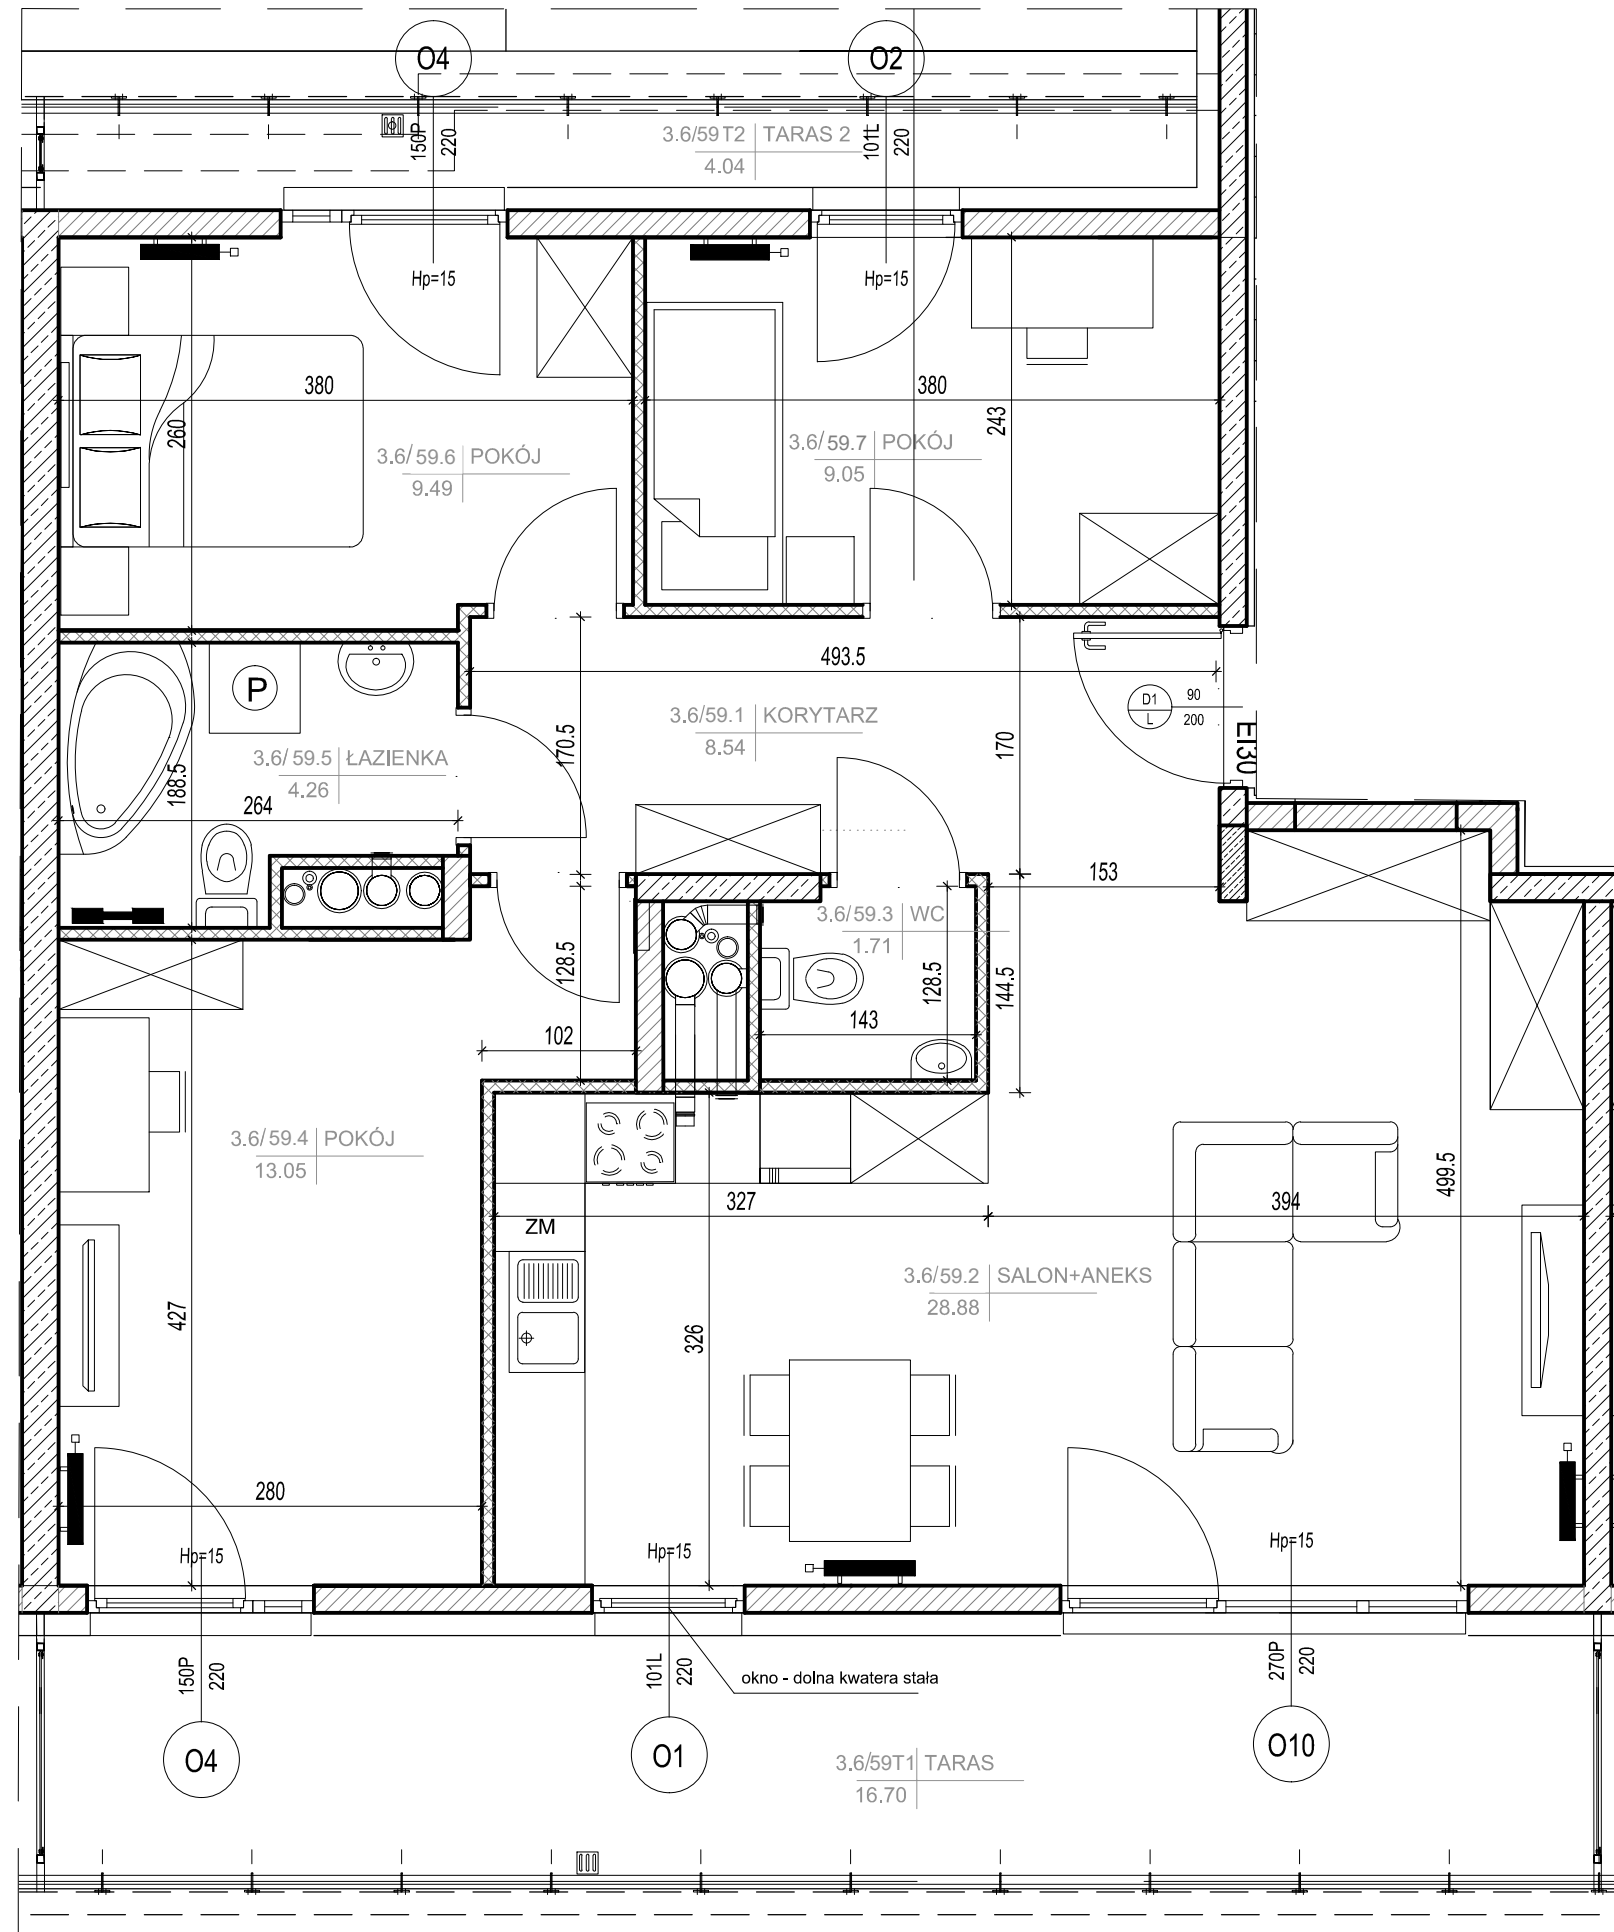 O4
O2
150P
220
3.6/59T2 TARAS 2
4.04
101L
220
Hp=15
Hp=15
380
380
260
243
3.6/59.6 POKÓJ
9.49
3.6/59.7 POKÓJ
9.05
493.5
P
D1 90
L 200
EI30
3.6/59.1 KORYTARZ
8.54
170.5
170
3.6/59.5 ŁAZIENKA
4.26
188.5
264
153
3.6/59.3 WC
1.71
128.5
128.5
144.5
143
102
3.6/59.4 POKÓJ
13.05
499.5
327
394
ZM
3.6/59.2 SALON+ANEKS
28.88
427
326
280
Hp=15
Hp=15
Hp=15
150P
220
101L
220
270P
220
okno - dolna kwatera stała
O4
O1
O10
3.6/59T1 TARAS
16.70